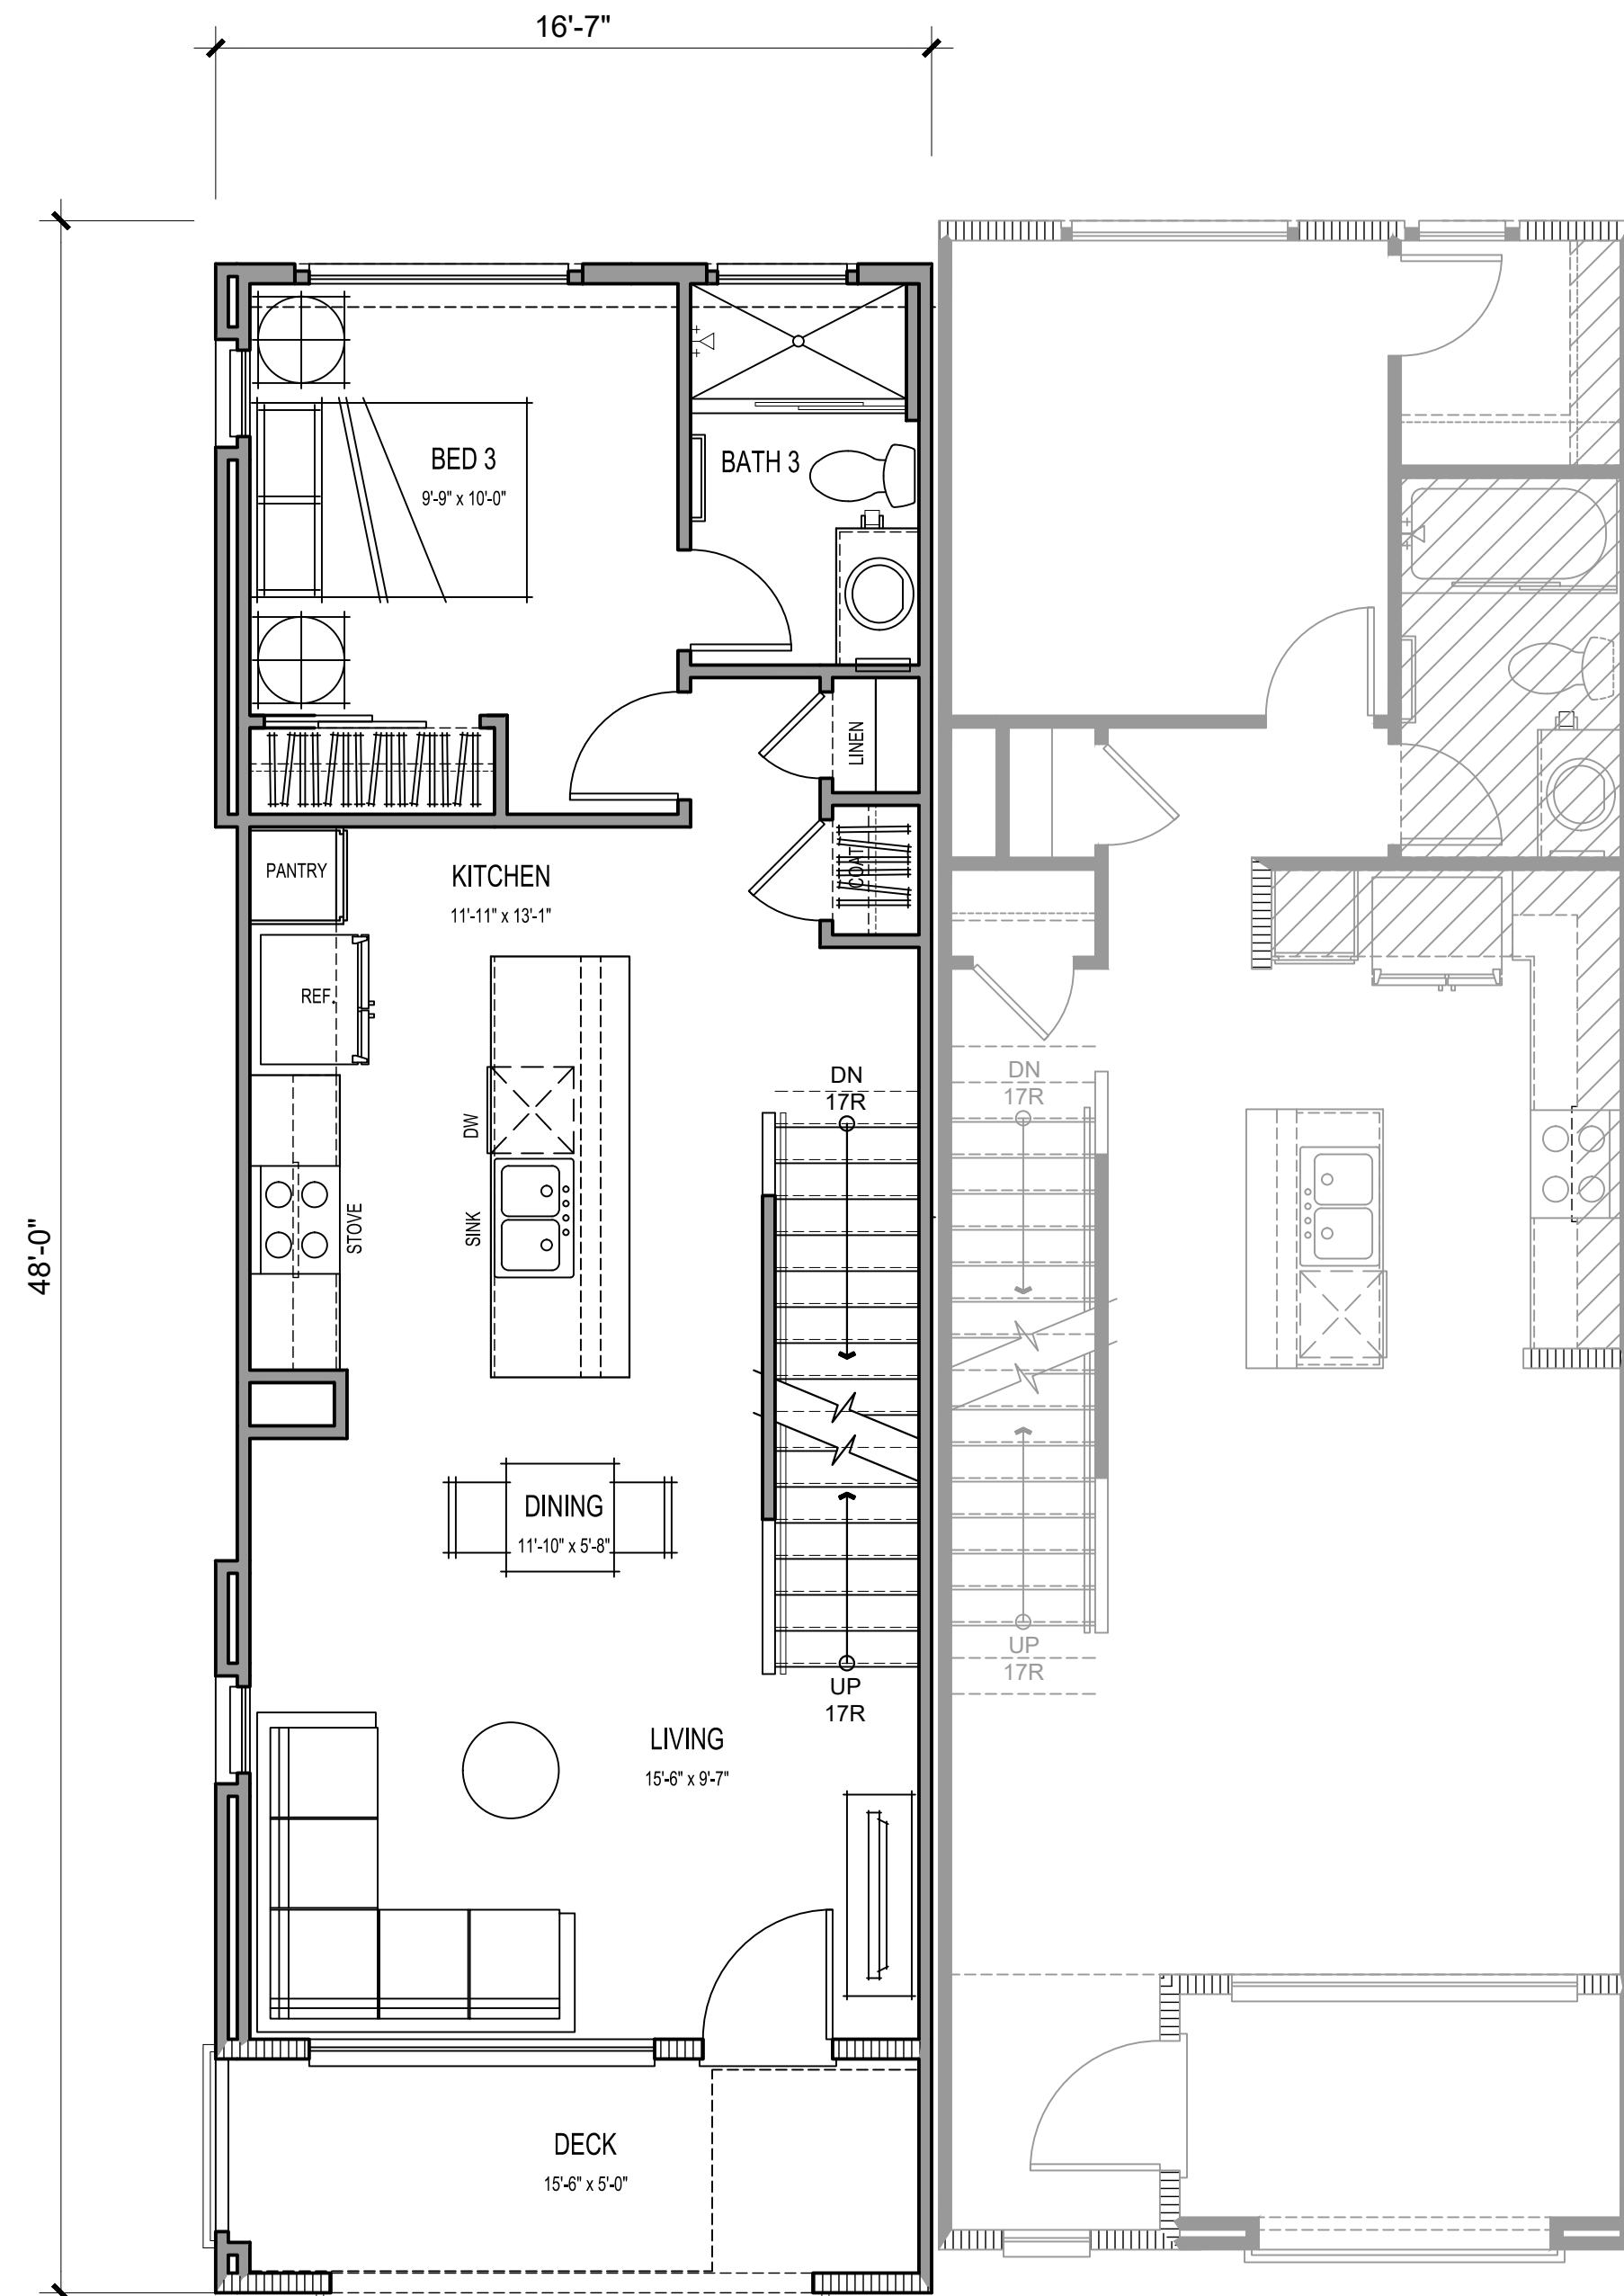 16'-7"
48'-0"
BED 3
9'-9" x 10'-0"
BATH 3
LINEN
COAT
PANTRY
KITCHEN
11'-11" x 13'-1"
REF.
DW
SINK
STOVE
DN
17R
DN
17R
DINING
11'-10" x 5'-8"
UP
17R
UP
17R
LIVING
15'-6" x 9'-7"
DECK
15'-6" x 5'-0"